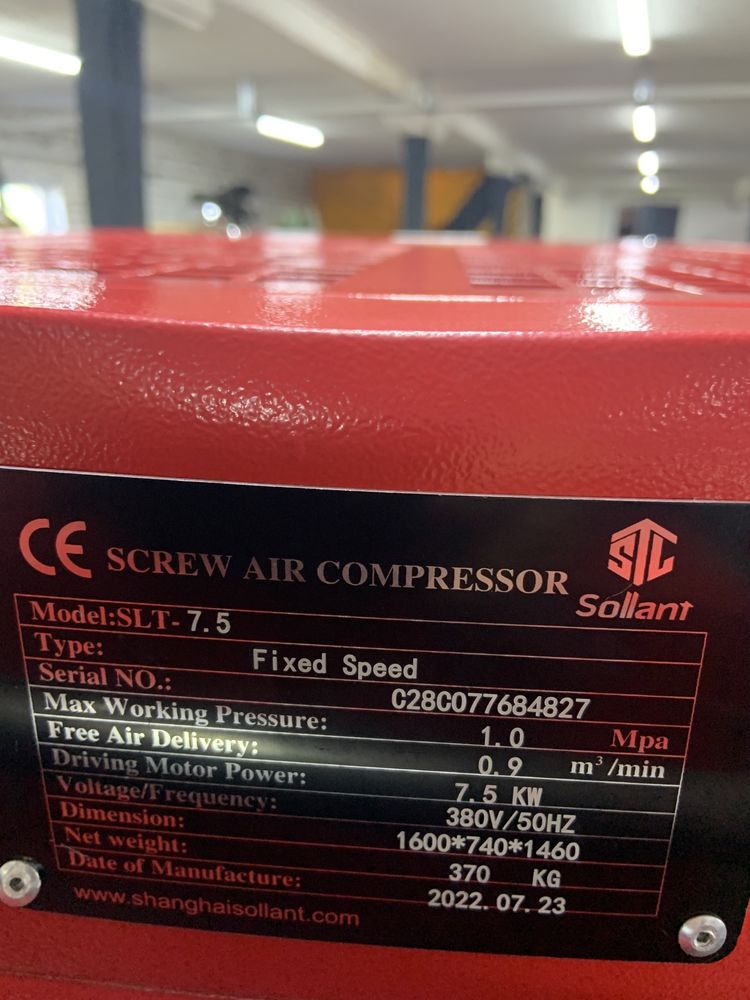 CE SCREW AIR COMPRESSOR
STL
Sollant
Model:SLT- 7.5
Type: Fixed Speed
Serial NO.: C28C077684827
Max Working Pressure: 1.0 Mpa
Free Air Delivery: 0.9 m³/min
Driving Motor Power: 7.5 KW
Voltage/Frequency: 380V/50HZ
Dimension: 1600*740*1460
Net weight: 370 KG
Date of Manufacture: 2022.07.23
www.shanghaisollant.com